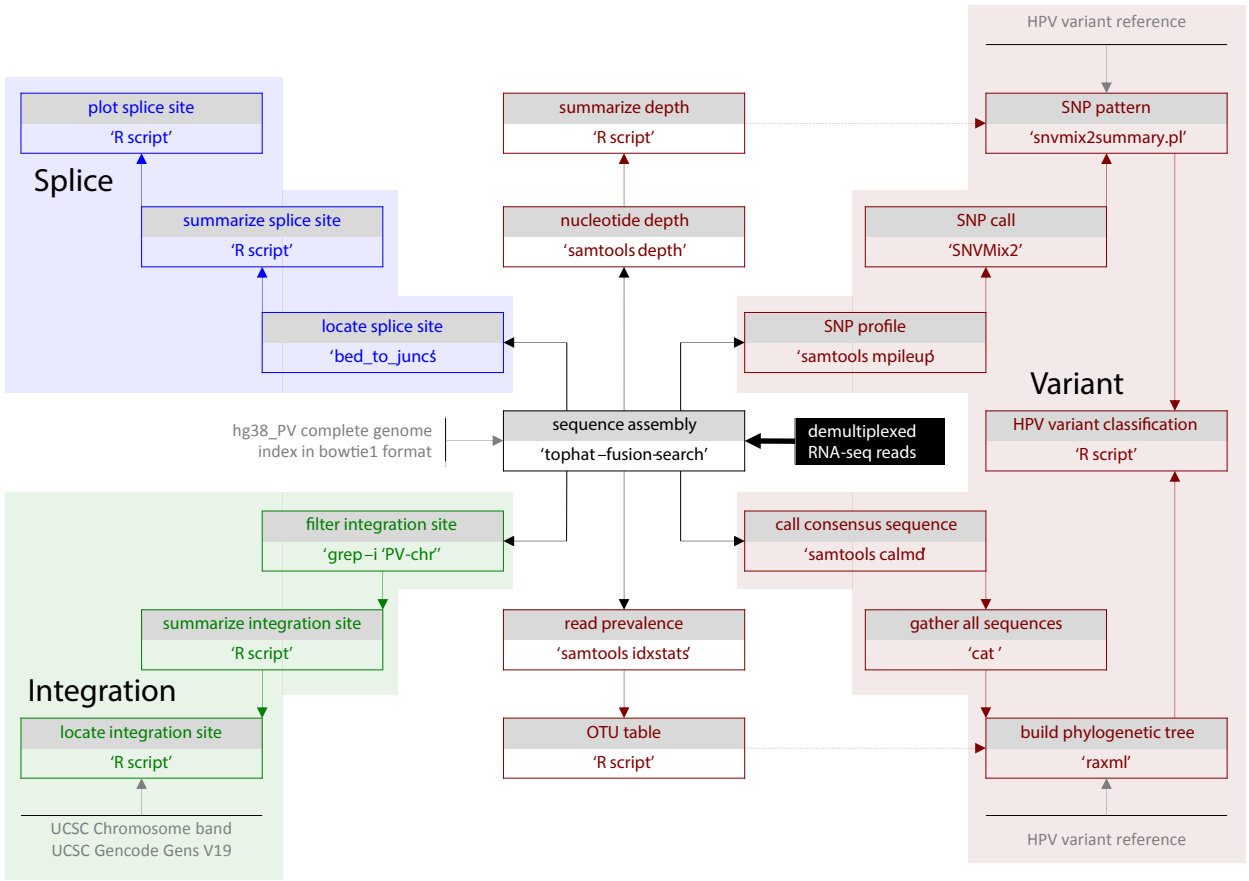 HPV variant reference
plot splice site
'R script'
Splice
summarize depth
'R script'
SNP pattern
'snvmix2summary.pl'
summarize splice site
'R script'
nucleotide depth
'samtools depth'
SNP call
'SNVMix2'
locate splice site
'bed_to_juncs'
SNP profile
'samtools mpileup'
Variant
hg38_PV complete genome
index in bowtie1 format
sequence assembly
'tophat –fusion-search'
demultiplexed
RNA-seq reads
HPV variant classification
'R script'
filter integration site
'grep –i 'PV-chr''
call consensus sequence
'samtools calmd'
summarize integration site
'R script'
read prevalence
'samtools idxstats'
gather all sequences
'cat '
Integration
locate integration site
'R script'
OTU table
'R script'
build phylogenetic tree
'raxml'
UCSC Chromosome band
UCSC Gencode Gens V19
HPV variant reference